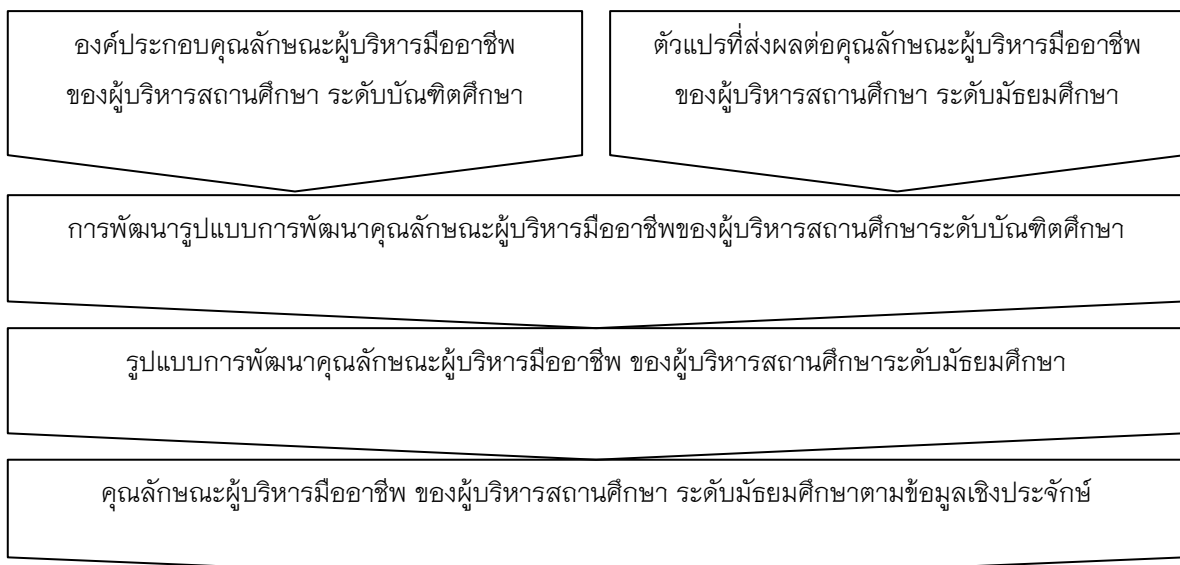 องค์ประกอบคุณลักษณะผู้บริหารมืออาชีพ
ของผู้บริหารสถานศึกษา ระดับบัณฑิตศึกษา
ตัวแปรที่ส่งผลต่อคุณลักษณะผู้บริหารมืออาชีพ
ของผู้บริหารสถานศึกษา ระดับมัธยมศึกษา
การพัฒนารูปแบบการพัฒนาคุณลักษณะผู้บริหารมืออาชีพของผู้บริหารสถานศึกษาระดับบัณฑิตศึกษา
รูปแบบการพัฒนาคุณลักษณะผู้บริหารมืออาชีพ ของผู้บริหารสถานศึกษาระดับมัธยมศึกษา
คุณลักษณะผู้บริหารมืออาชีพ ของผู้บริหารสถานศึกษา ระดับมัธยมศึกษาตามข้อมูลเชิงประจักษ์